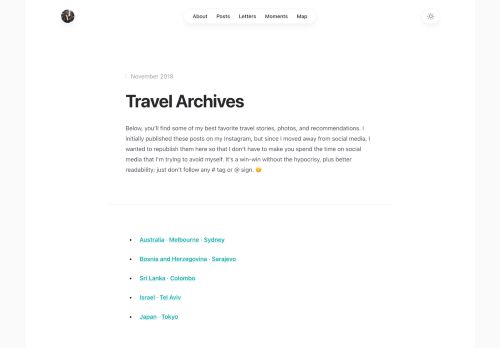 About Posts Letters Moments Map
November 2018
Travel Archives
Below, you'll find some of my best favorite travel stories, photos, and recommendations. I
initially published these posts on my Instagram, but since I moved away from social media, I
wanted to republish them here so that I don't have to make you spend the time on social
media that I'm trying to avoid myself. It's a win-win without the hypocrisy, plus better
readability; just don't follow any # tag or @ sign. 😄
Australia · Melbourne · Sydney
Bosnia and Herzegovina · Sarajevo
Sri Lanka · Colombo
Israel · Tel Aviv
Japan · Tokyo